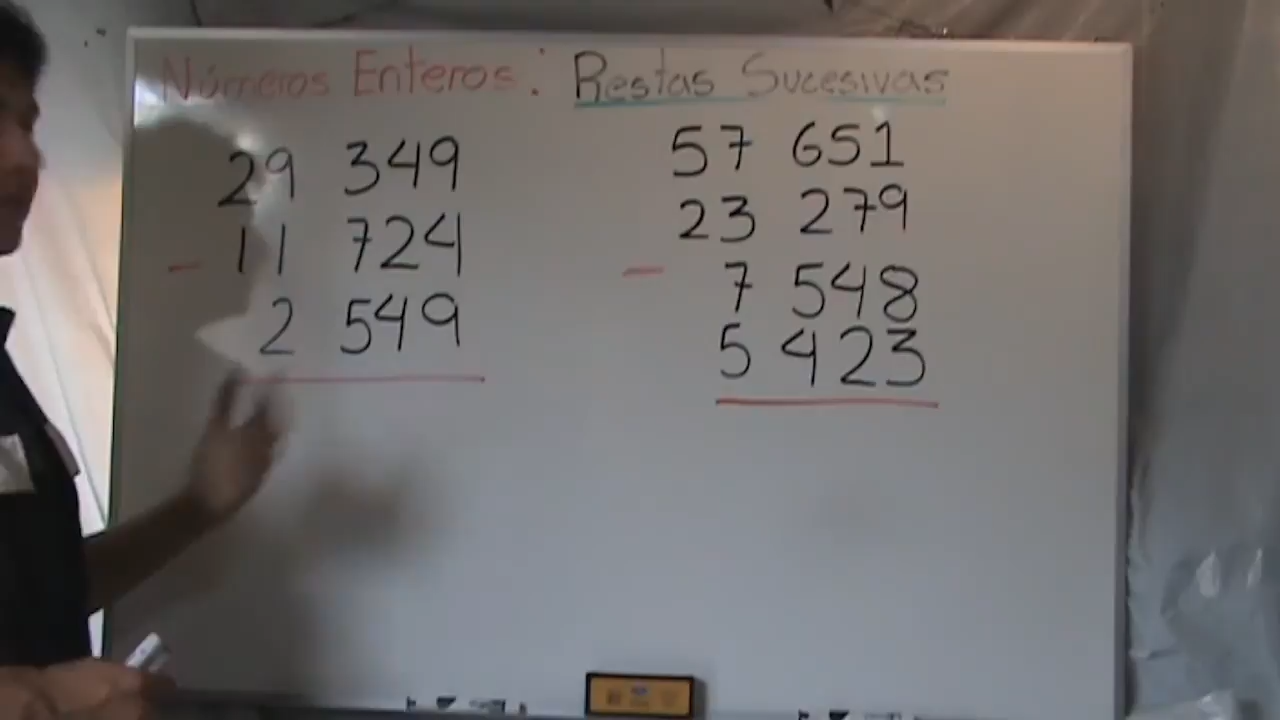 Números Enteros: Restas Sucesivas
29 349
11 724
- 2 549
57 651
23 279
- 7 548
5 423